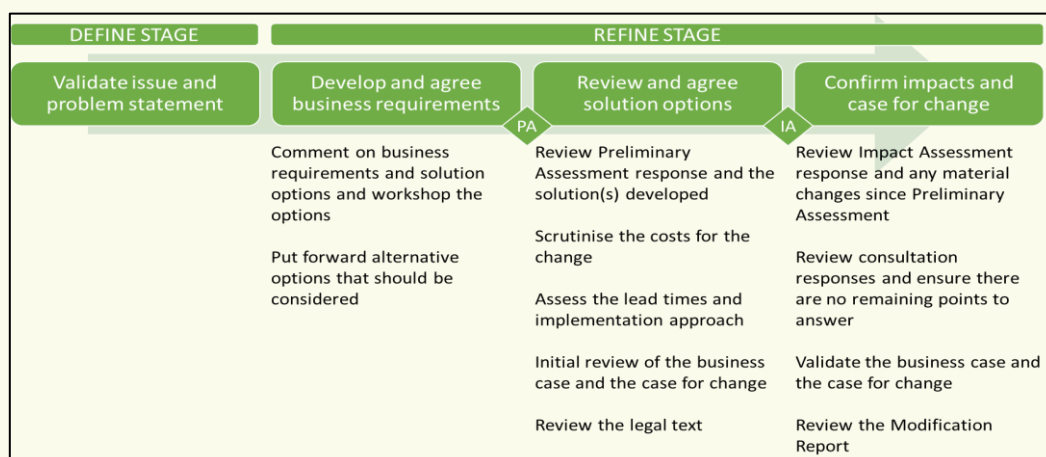 DEFINE STAGE
REFINE STAGE
Validate issue and
problem statement
Develop and agree
business requirements
Review and agree
solution options
Confirm impacts and
case for change
PA
IA
Comment on business
requirements and solution
options and workshop the
options
Put forward alternative
options that should be
considered
Review Preliminary
Assessment response and the
solution(s) developed
Scrutinise the costs for the
change
Assess the lead times and
implementation approach
Initial review of the business
case and the case for change
Review the legal text
Review Impact Assessment
response and any material
changes since Preliminary
Assessment
Review consultation
responses and ensure there
are no remaining points to
answer
Validate the business case and
the case for change
Review the Modification
Report